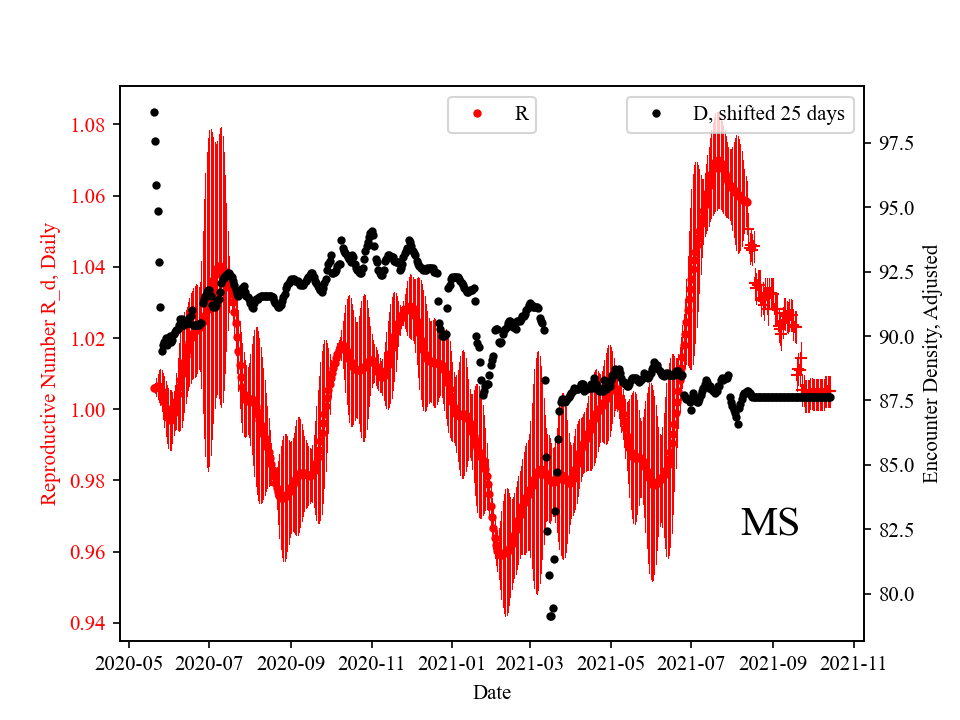 R
D, shifted 25 days
1.08
1.06
1.04
1.02
1.00
0.98
0.96
0.94
Reproductive Number R_d, Daily
97.5
95.0
92.5
90.0
87.5
85.0
82.5
80.0
Encounter Density, Adjusted
MS
2020-05 2020-07 2020-09 2020-11 2021-01 2021-03 2021-05 2021-07 2021-09 2021-11
Date